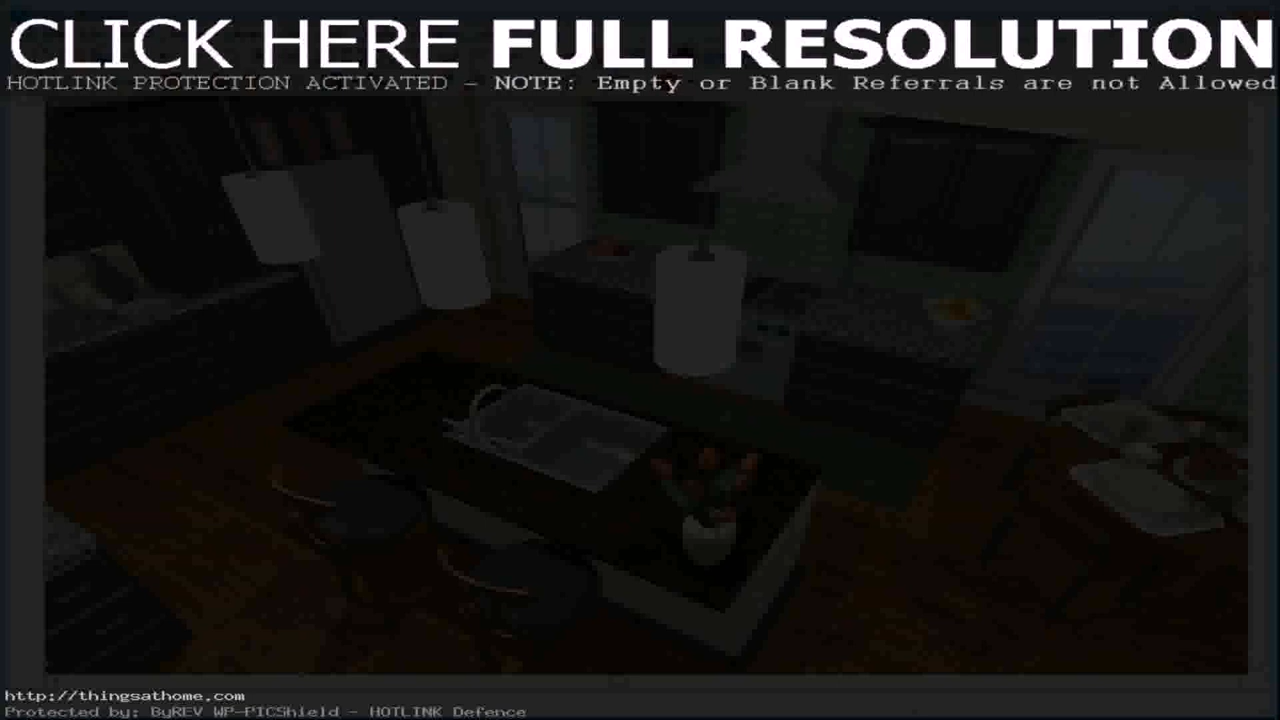 CLICK HERE FULL RESOLUTION
HOTLINK PROTECTION ACTIVATED - NOTE: Empty or Blank Referrals are not Allowed
http://thingsathome.com
Protected by: ByREV WP-PICShield - HOTLINK Defence